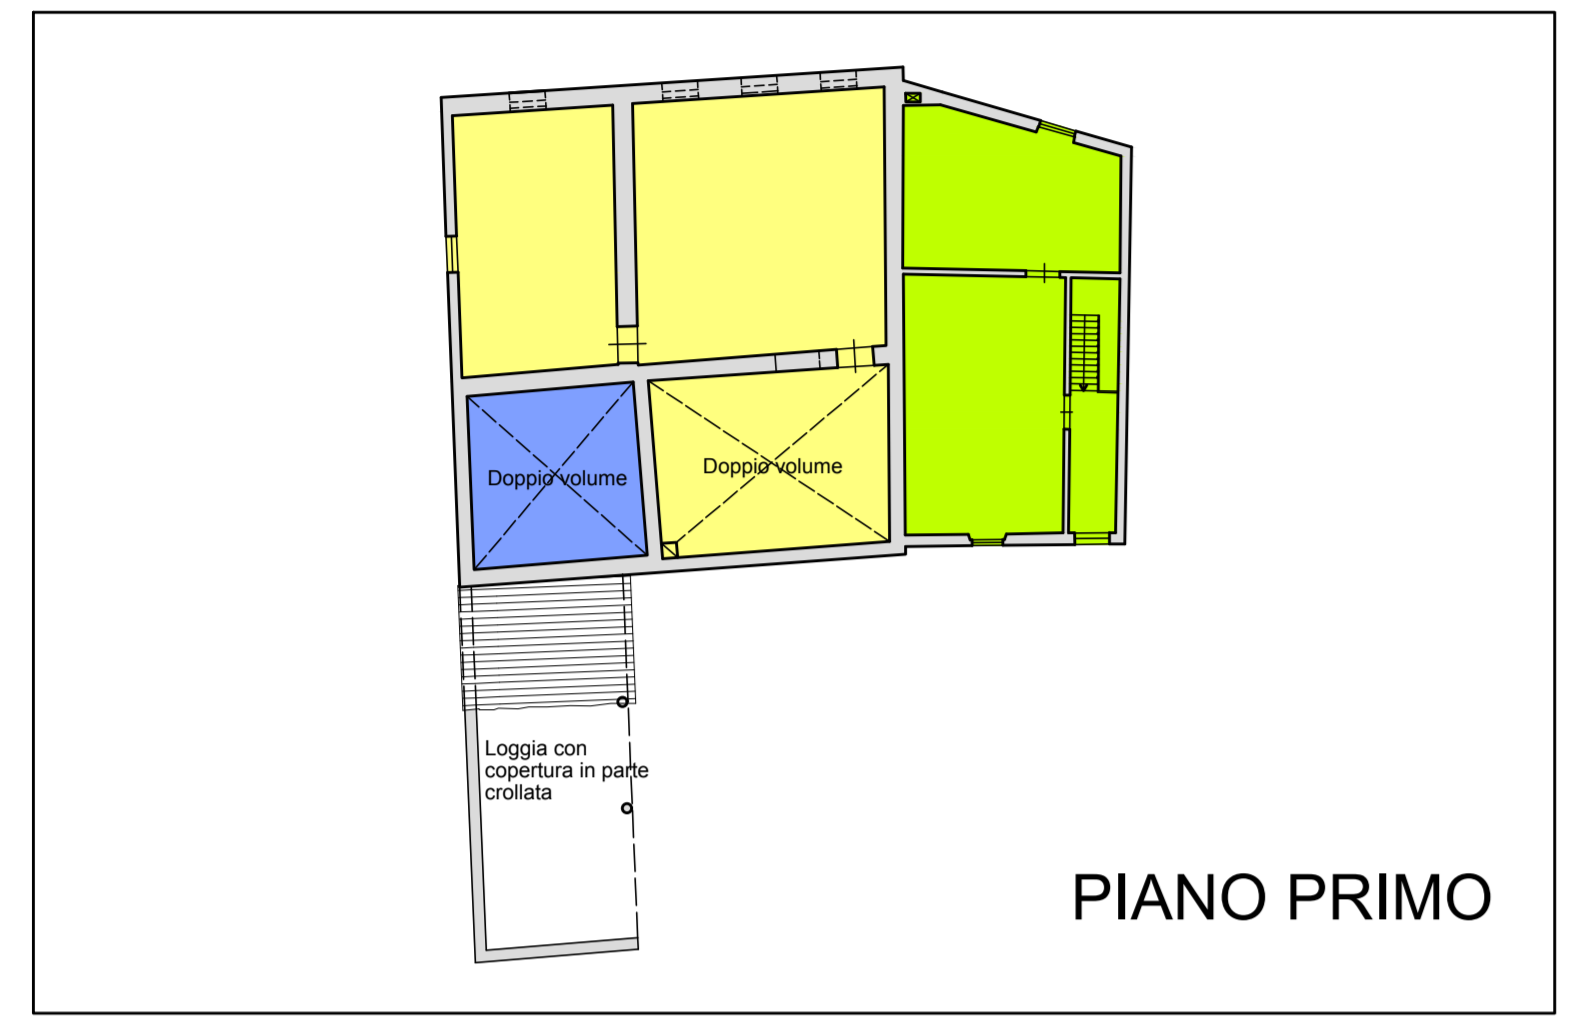 Doppio volume
Doppio volume
Loggia con
copertura in parte
crollata
PIANO PRIMO